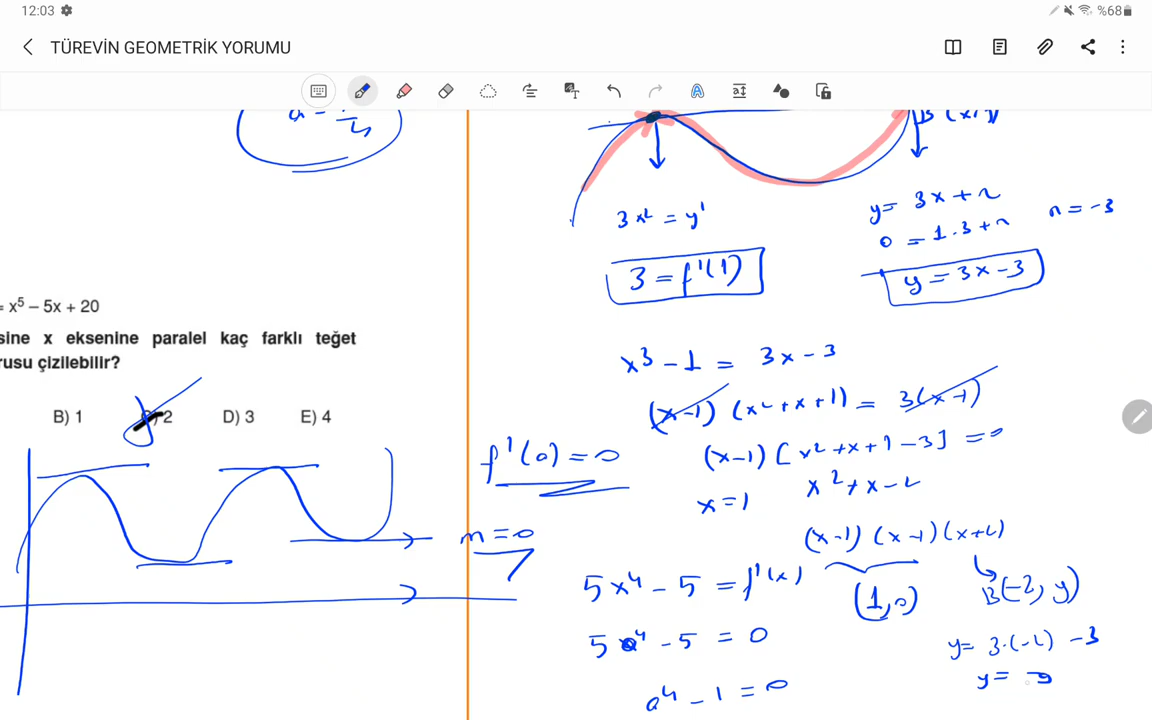 12:03
%68
TÜREVİN GEOMETRİK YORUMU
3x² = y'
3 = f'(1)
y = 3x + n
0 = 1.3 + n
n = -3
y = 3x - 3
= x⁵ – 5x + 20
sine x eksenine paralel kaç farklı teğet
rusu çizilebilir?
B) 1
2
D) 3
E) 4
f'(0) = 0
m = 0
x³ - 1 = 3x - 3
(x-1) (x² + x + 1) = 3(x-1)
(x-1) [x² + x + 1 - 3] = 0
x = 1
x² + x - 2
(x-1) (x-1) (x+2)
(1,0)
B(-2, y)
y = 3.(-2) - 3
y = -9
5x⁴ - 5 = f'(x)
5a⁴ - 5 = 0
a⁴ - 1 = 0